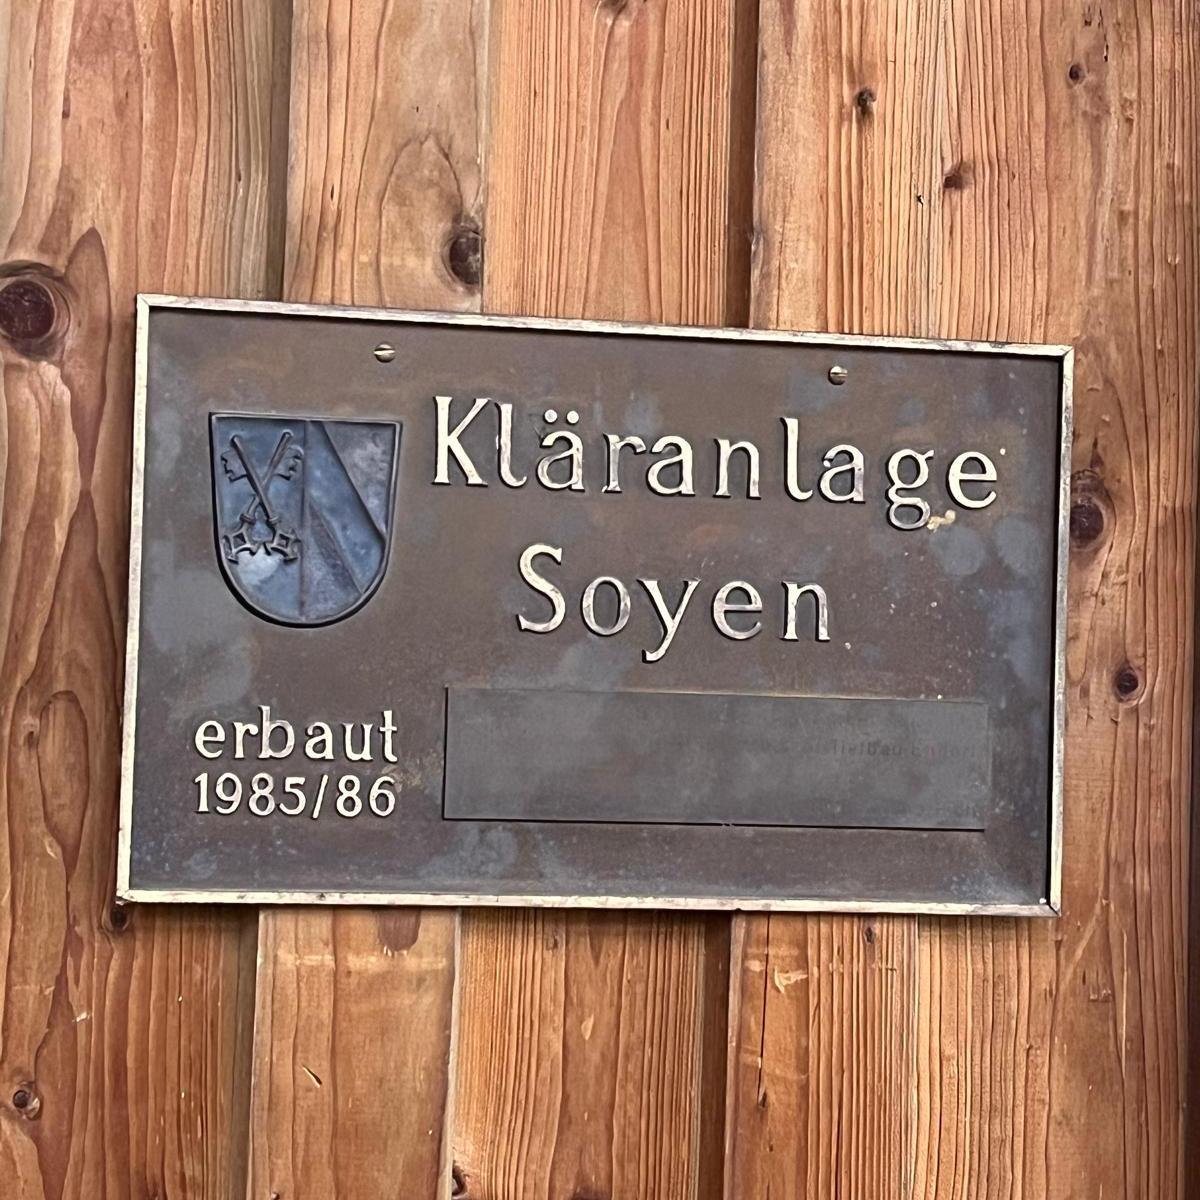 Kläranlage
Soyen
erbaut
1985/86